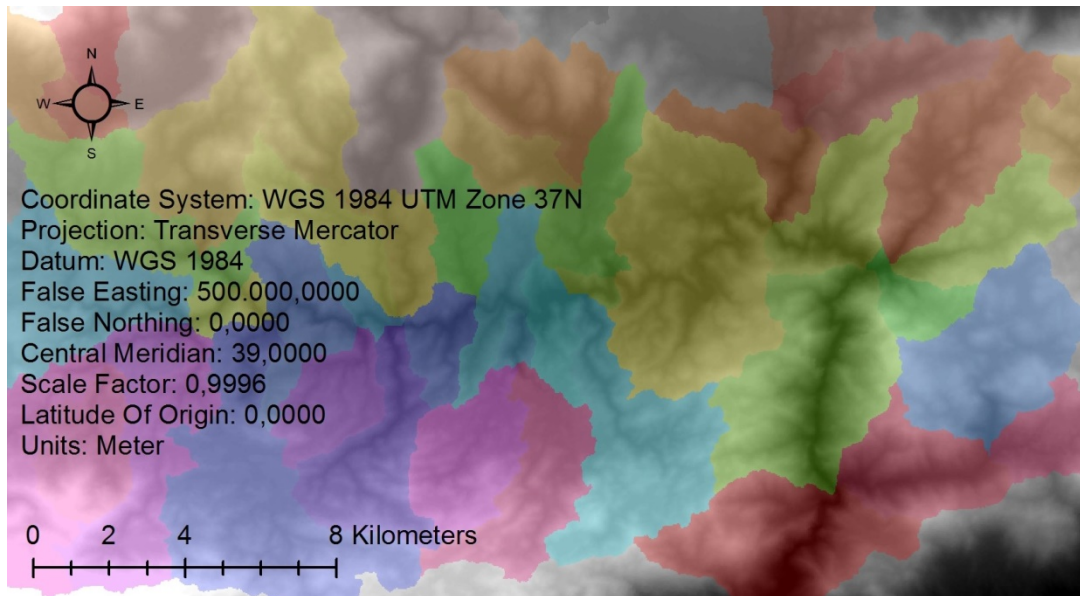 N
W E
S
Coordinate System: WGS 1984 UTM Zone 37N
Projection: Transverse Mercator
Datum: WGS 1984
False Easting: 500.000,0000
False Northing: 0,0000
Central Meridian: 39,0000
Scale Factor: 0,9996
Latitude Of Origin: 0,0000
Units: Meter
0 2 4 8 Kilometers